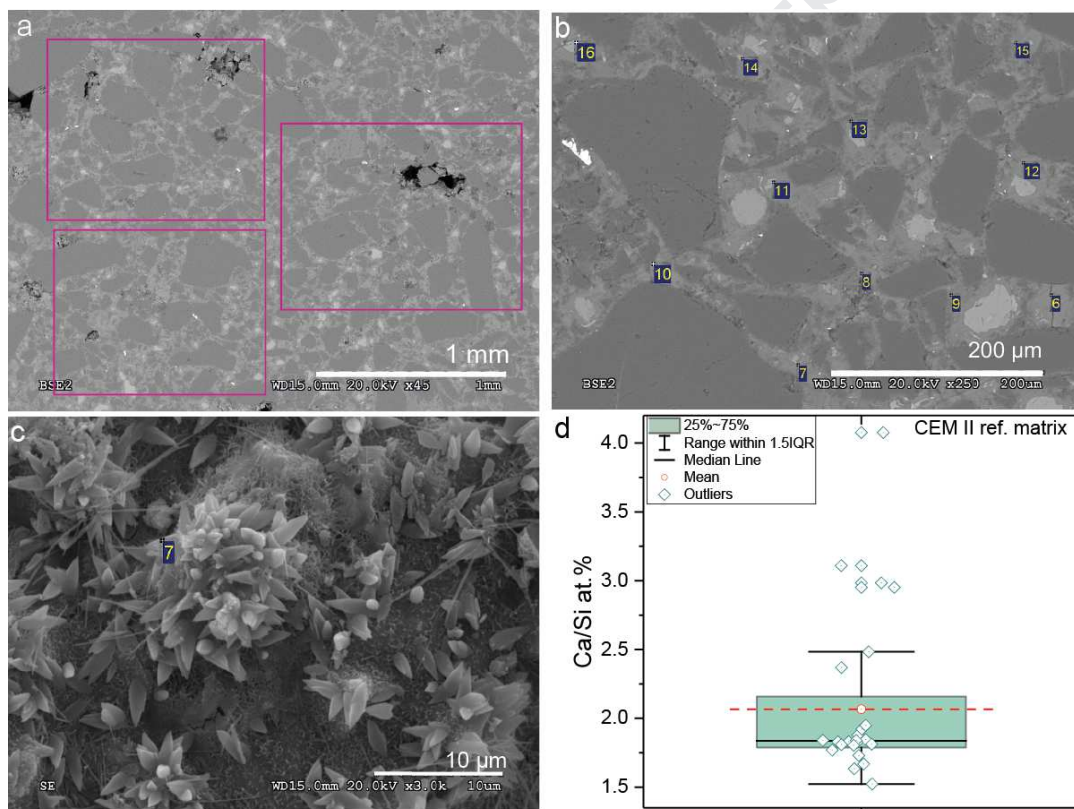 a
1 mm
BSE2
WD15.0mm 20.0kV x45 1mm
b
16
15
14
13
12
11
10
8
9
6
7
200 µm
BSE2
WD15.0mm 20.0kV x250 200um
c
7
10 µm
SE
WD15.0mm 20.0kV x3.0k 10um
d
25%~75%
Range within 1.5IQR
Median Line
Mean
Outliers
CEM II ref. matrix
Ca/Si at.%
4.0
3.5
3.0
2.5
2.0
1.5